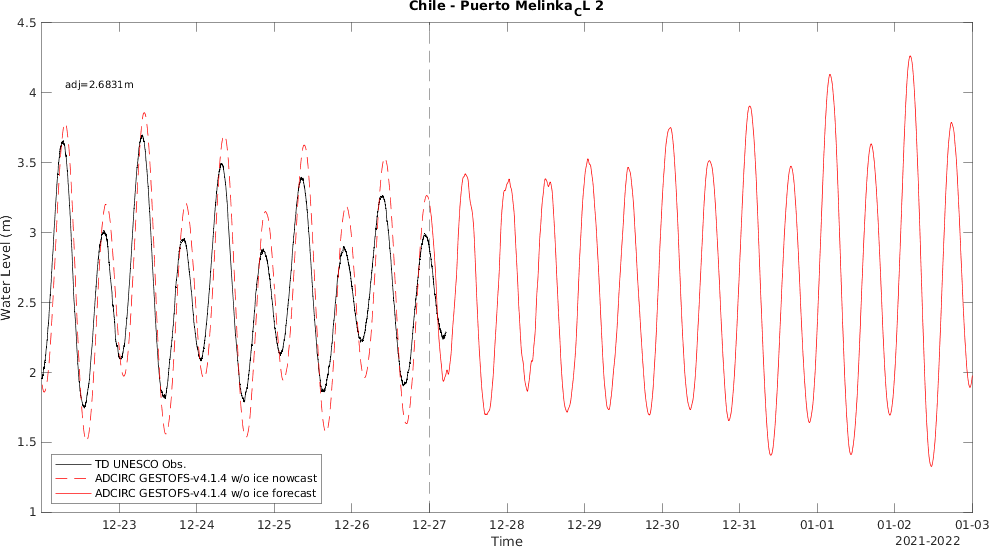 Chile - Puerto MelinkaCL 2
4.5
adj=2.6831m
4
3.5
3
Water Level (m)
2.5
2
1.5
1
TD UNESCO Obs.
ADCIRC GESTOFS-v4.1.4 w/o ice nowcast
ADCIRC GESTOFS-v4.1.4 w/o ice forecast
12-23 12-24 12-25 12-26 12-27 12-28 12-29 12-30 12-31 01-01 01-02 01-03
Time
2021-2022